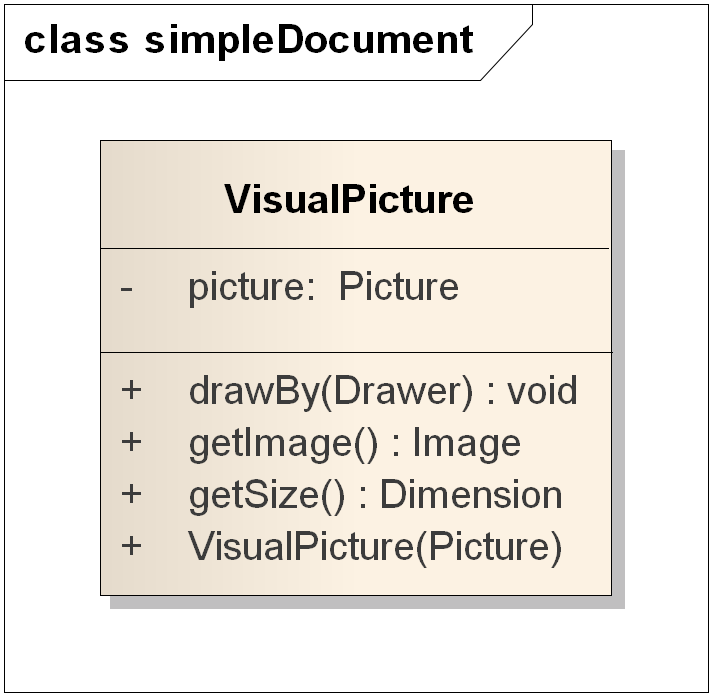 class simpleDocument
VisualPicture
- picture: Picture
+ drawBy(Drawer) : void
+ getImage() : Image
+ getSize() : Dimension
+ VisualPicture(Picture)